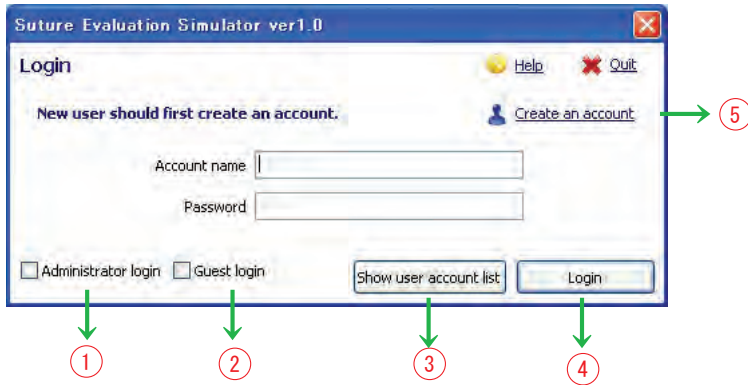 Suture Evaluation Simulator ver1.0
Login
Help
Quit
New user should first create an account.
Create an account
⑤
Account name
Password
Administrator login
Guest login
Show user account list
Login
①
②
③
④